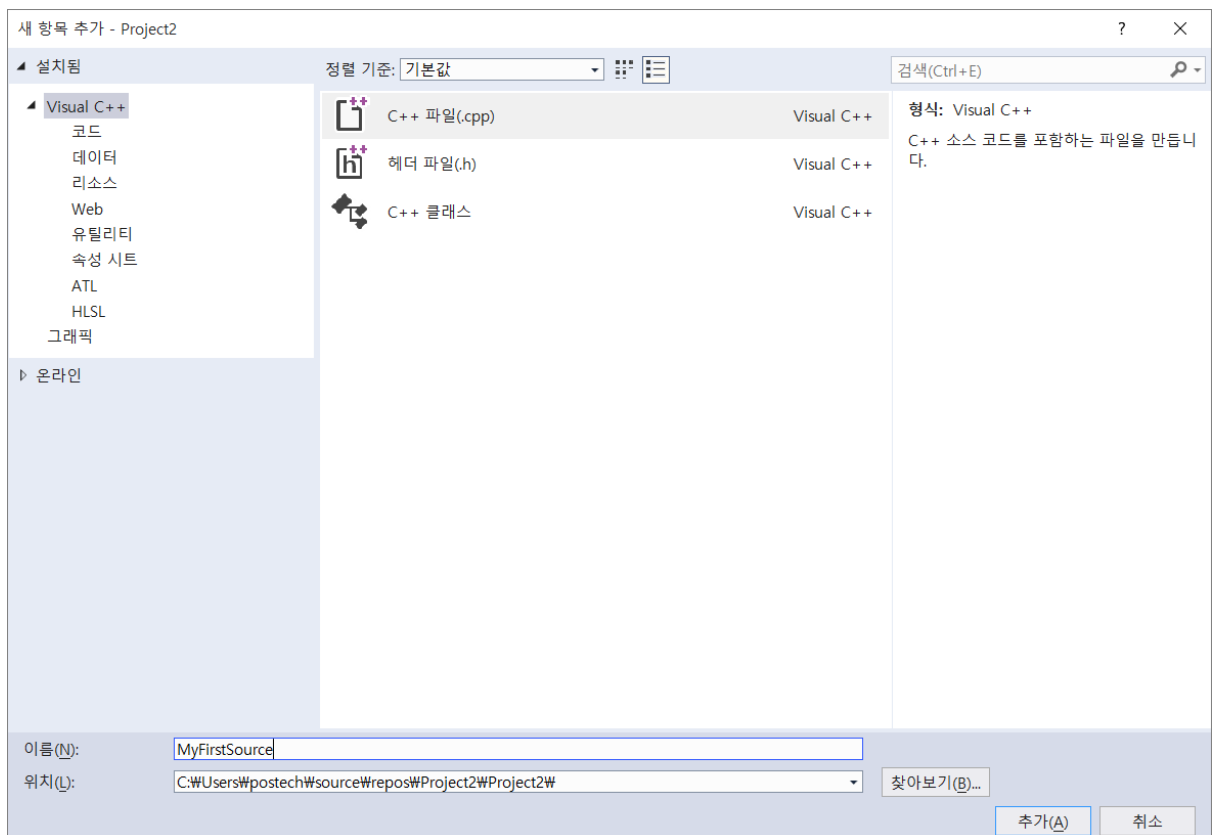 새 항목 추가 - Project2
?
설치됨
Visual C++
코드
데이터
리소스
Web
유틸리티
속성 시트
ATL
HLSL
그래픽
온라인
정렬 기준: 기본값
검색(Ctrl+E)
C++ 파일(.cpp) Visual C++
헤더 파일(.h) Visual C++
C++ 클래스 Visual C++
형식: Visual C++
C++ 소스 코드를 포함하는 파일을 만듭니
다.
이름(N): MyFirstSource
위치(L): C:₩Users₩postech₩source₩repos₩Project2₩Project2₩
찾아보기(B)...
추가(A) 취소